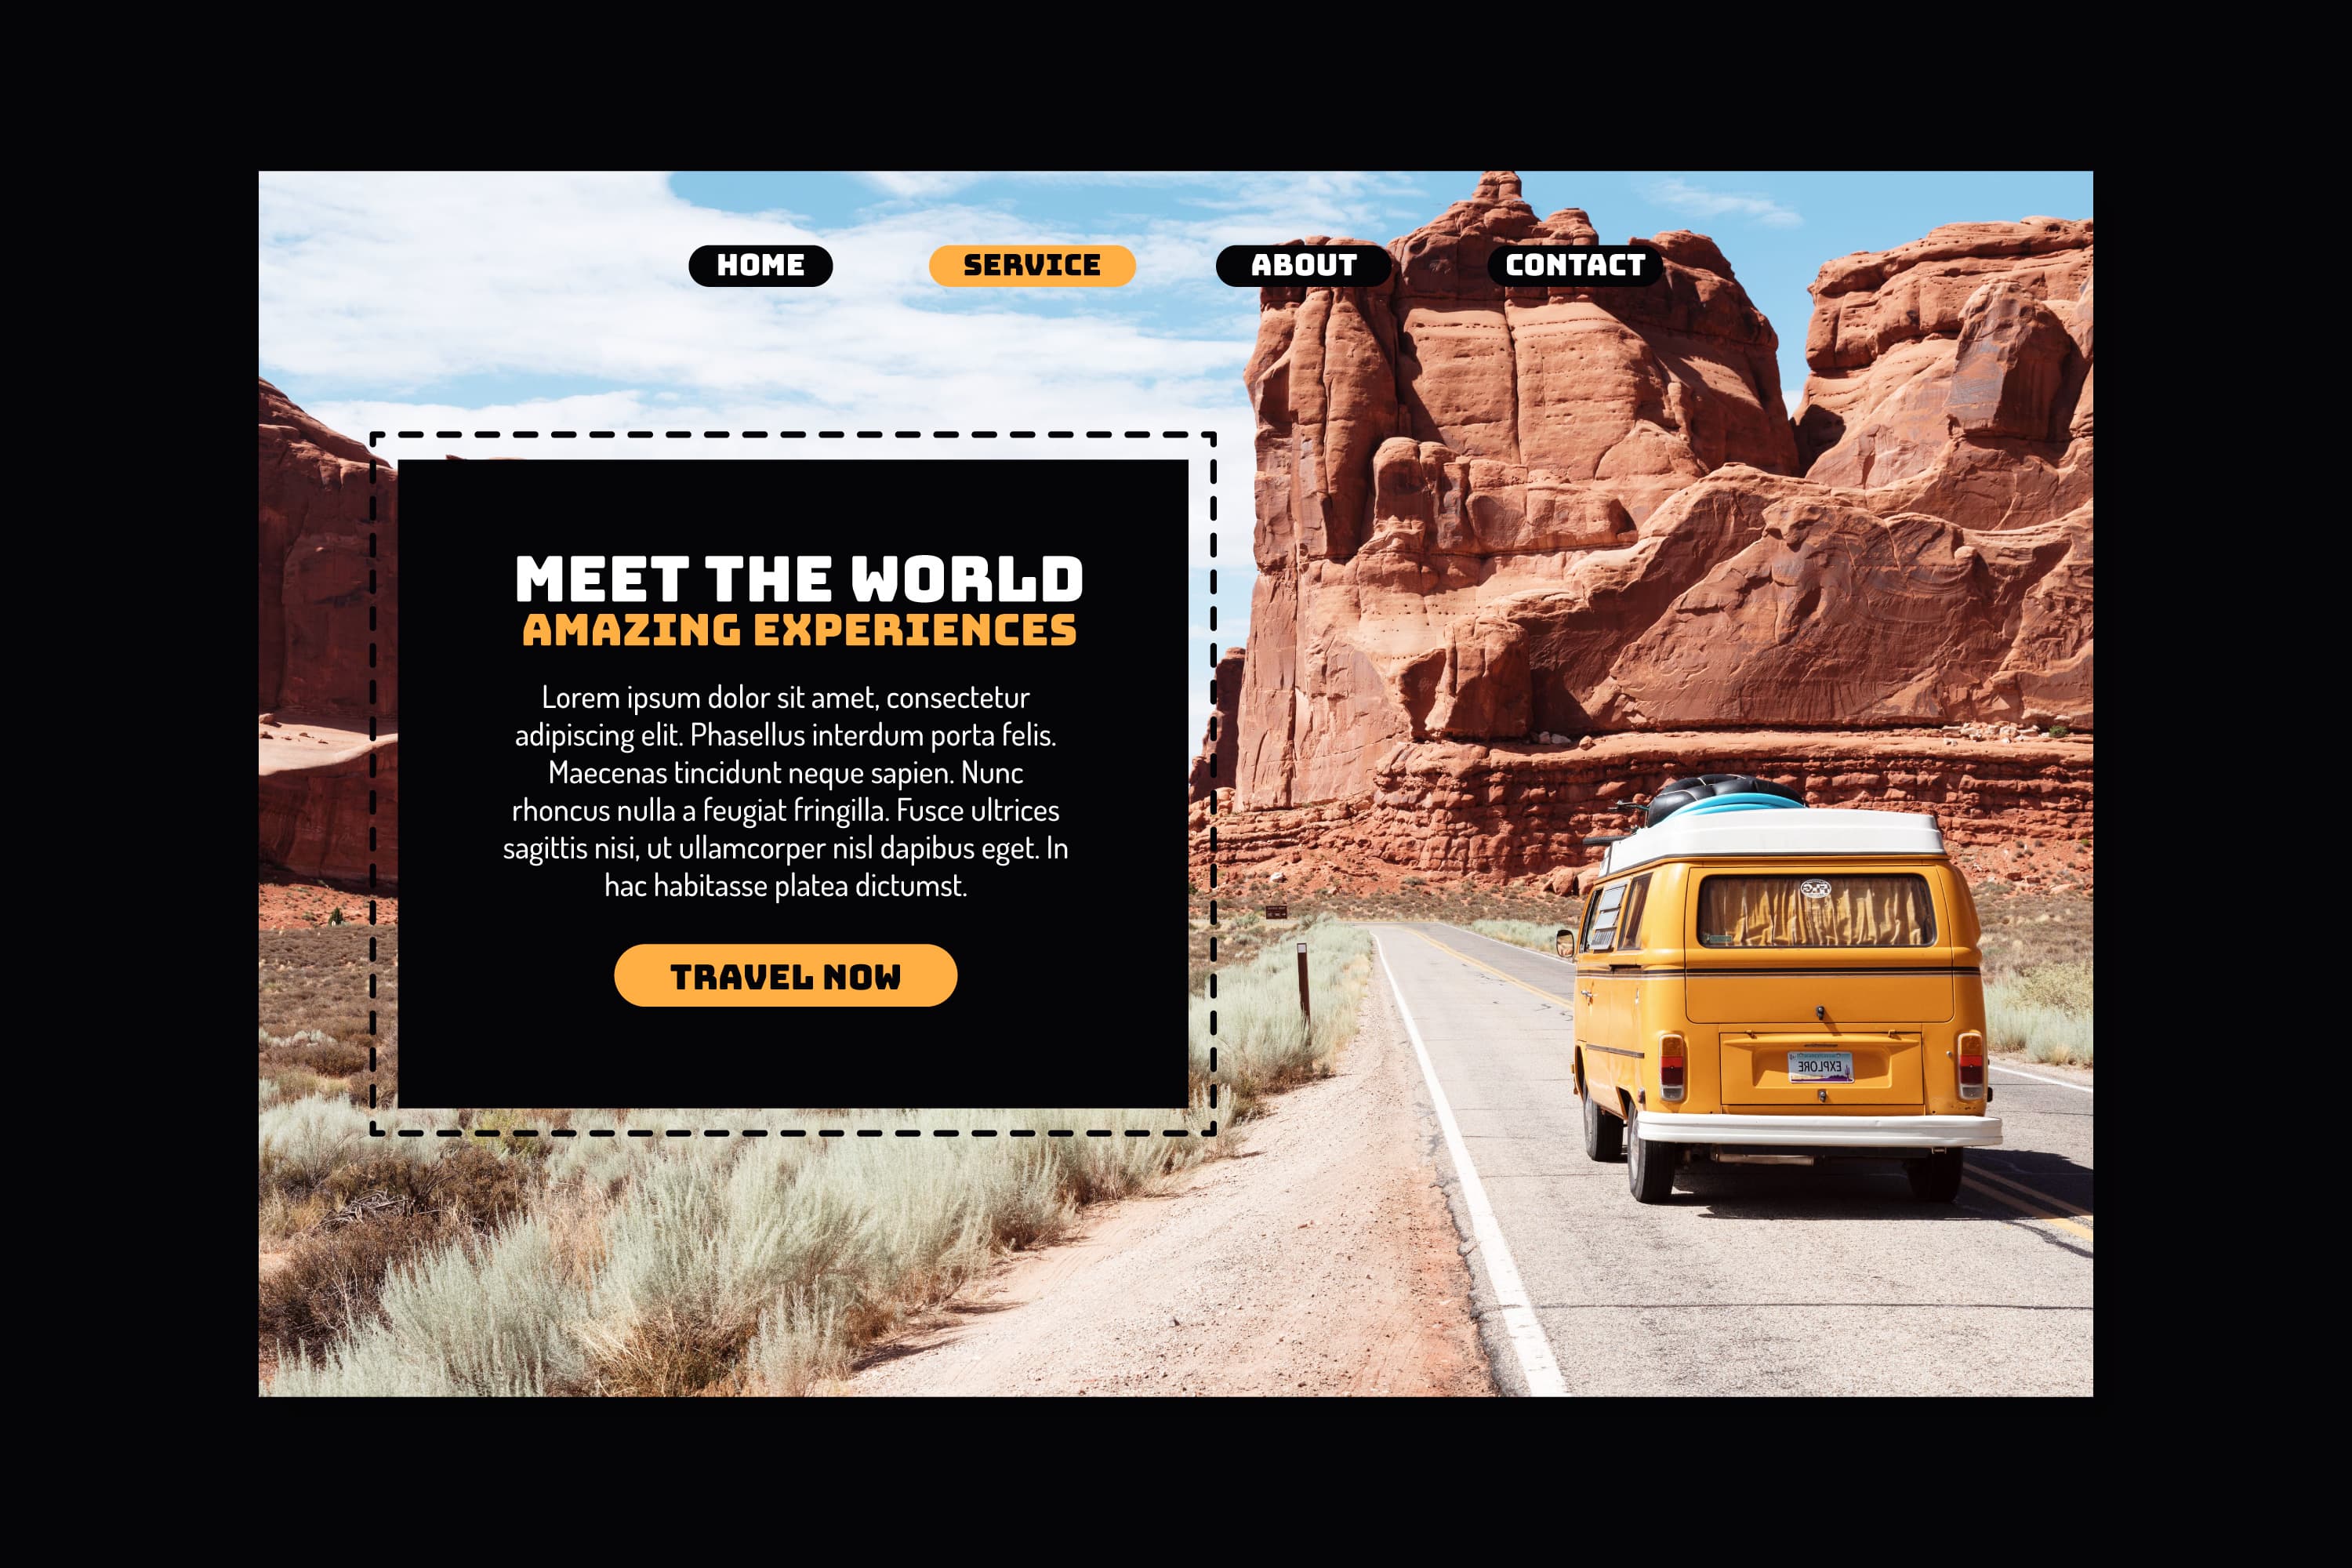 HOME SERVICE ABOUT CONTACT
MEET THE WORLD
AMAZING EXPERIENCES
Lorem ipsum dolor sit amet, consectetur
adipiscing elit. Phasellus interdum porta felis.
Maecenas tincidunt neque sapien. Nunc
rhoncus nulla a feugiat fringilla. Fusce ultrices
sagittis nisi, ut ullamcorper nisl dapibus eget. In
hac habitasse platea dictumst.
TRAVEL NOW
EXPLORE